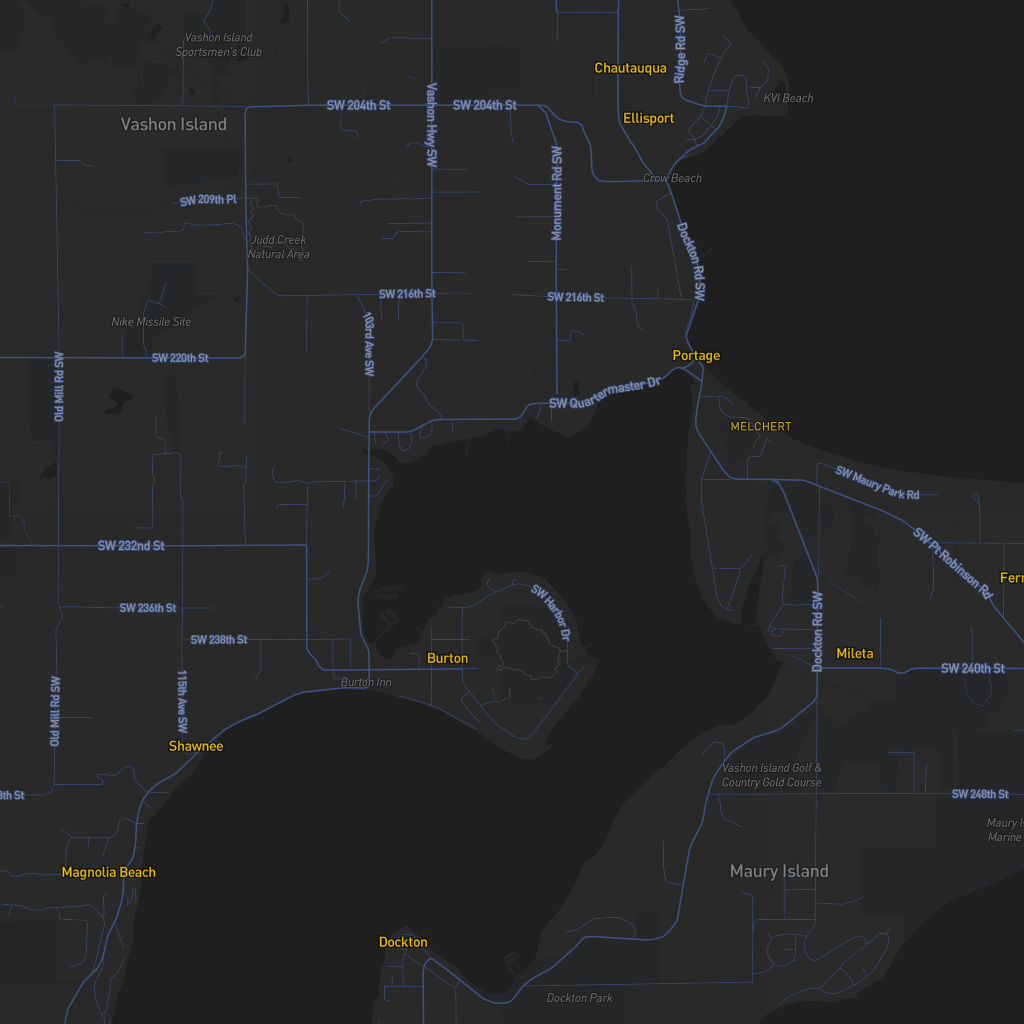 Vashon Island
Sportsmen's Club
Chautauqua
Ridge Rd SW
KVI Beach
SW 204th St
Vashon Hwy SW
SW 204th St
Ellisport
Vashon Island
Monument Rd SW
Crow Beach
SW 209th Pl
Judd Creek
Natural Area
Dockton Rd SW
SW 216th St
SW 216th St
Nike Missile Site
103rd Ave SW
SW 220th St
Portage
Old Mill Rd SW
SW Quartermaster Dr
MELCHERT
SW Maury Park Rd
SW 232nd St
SW Pt Robinson Rd
Fern
SW 236th St
SW Harbor Dr
SW 238th St
Dockton Rd SW
Burton
Mileta
SW 240th St
Burton Inn
Old Mill Rd SW
115th Ave SW
Shawnee
Vashon Island Golf &
Country Gold Course
8th St
SW 248th St
Maury Is
Marine
Magnolia Beach
Maury Island
Dockton
Dockton Park